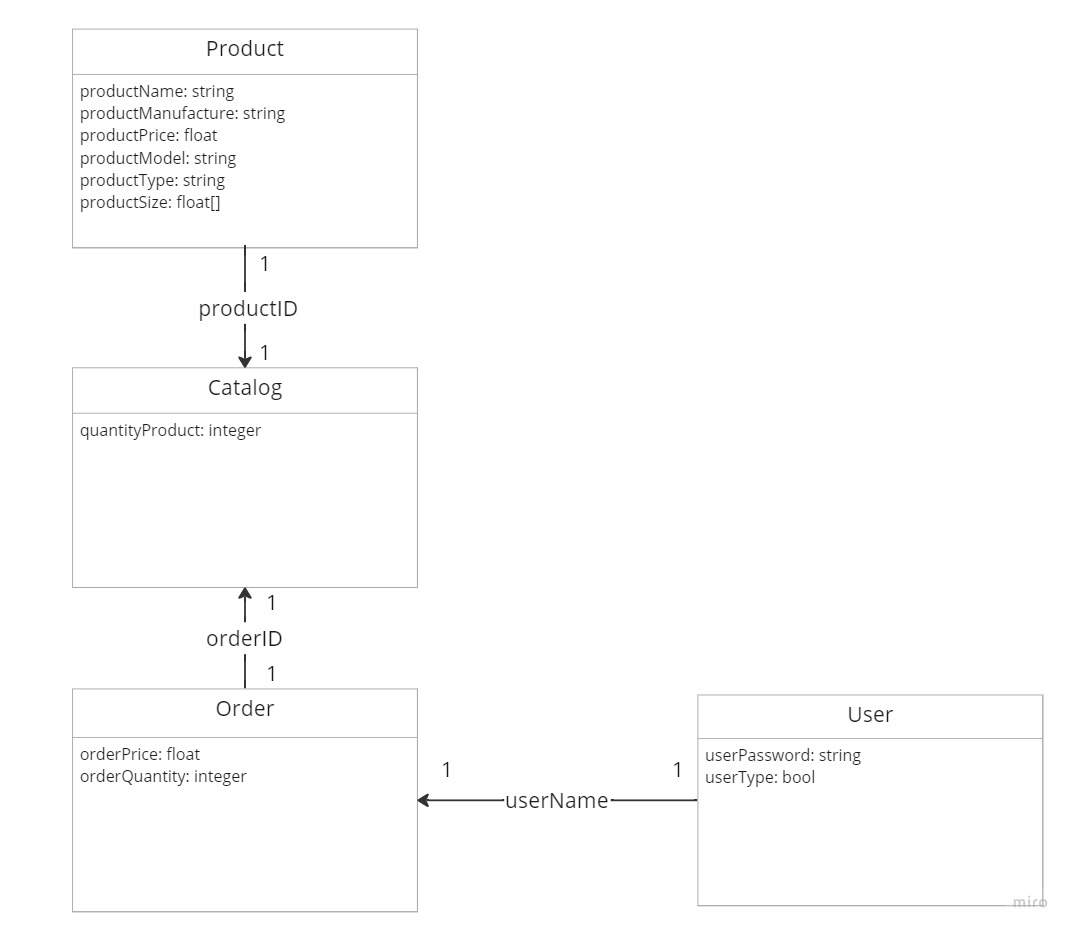 Product
productName: string
productManufacture: string
productPrice: float
productModel: string
productType: string
productSize: float[]
1
productID
1
Catalog
quantityProduct: integer
1
orderID
1
Order
orderPrice: float
orderQuantity: integer
1
userName
1
User
userPassword: string
userType: bool
miro